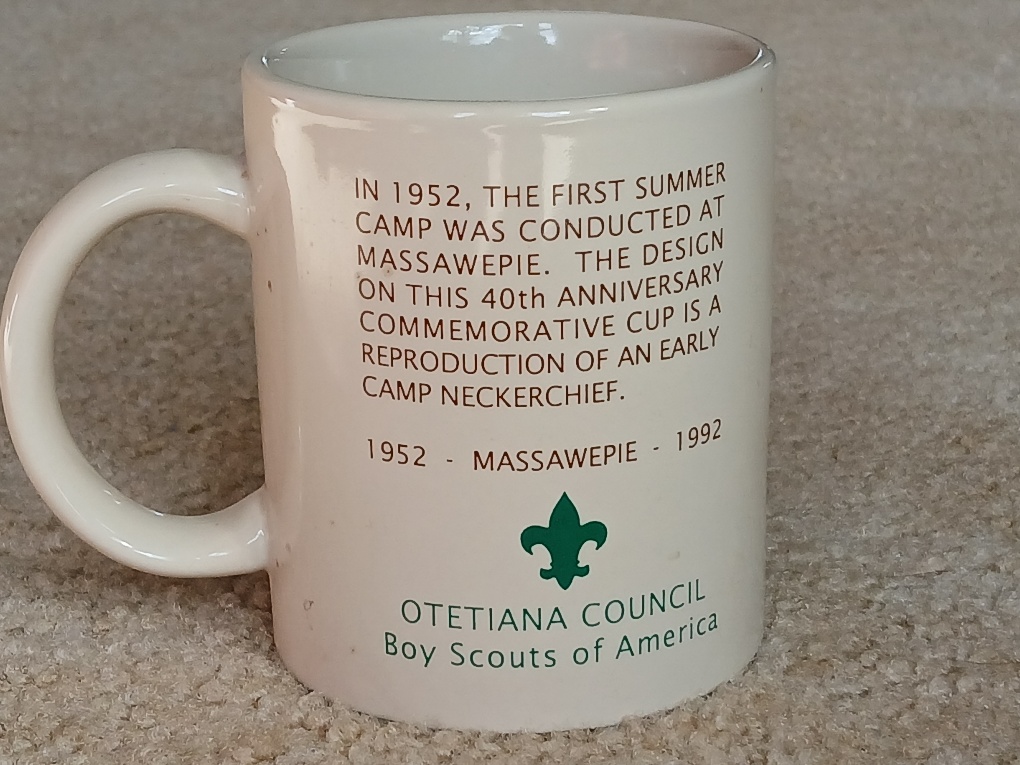 IN 1952, THE FIRST SUMMER
CAMP WAS CONDUCTED AT
MASSAWEPIE. THE DESIGN
ON THIS 40th ANNIVERSARY
COMMEMORATIVE CUP IS A
REPRODUCTION OF AN EARLY
CAMP NECKERCHIEF.
1952 - MASSAWEPIE - 1992
OTETIANA COUNCIL
Boy Scouts of America